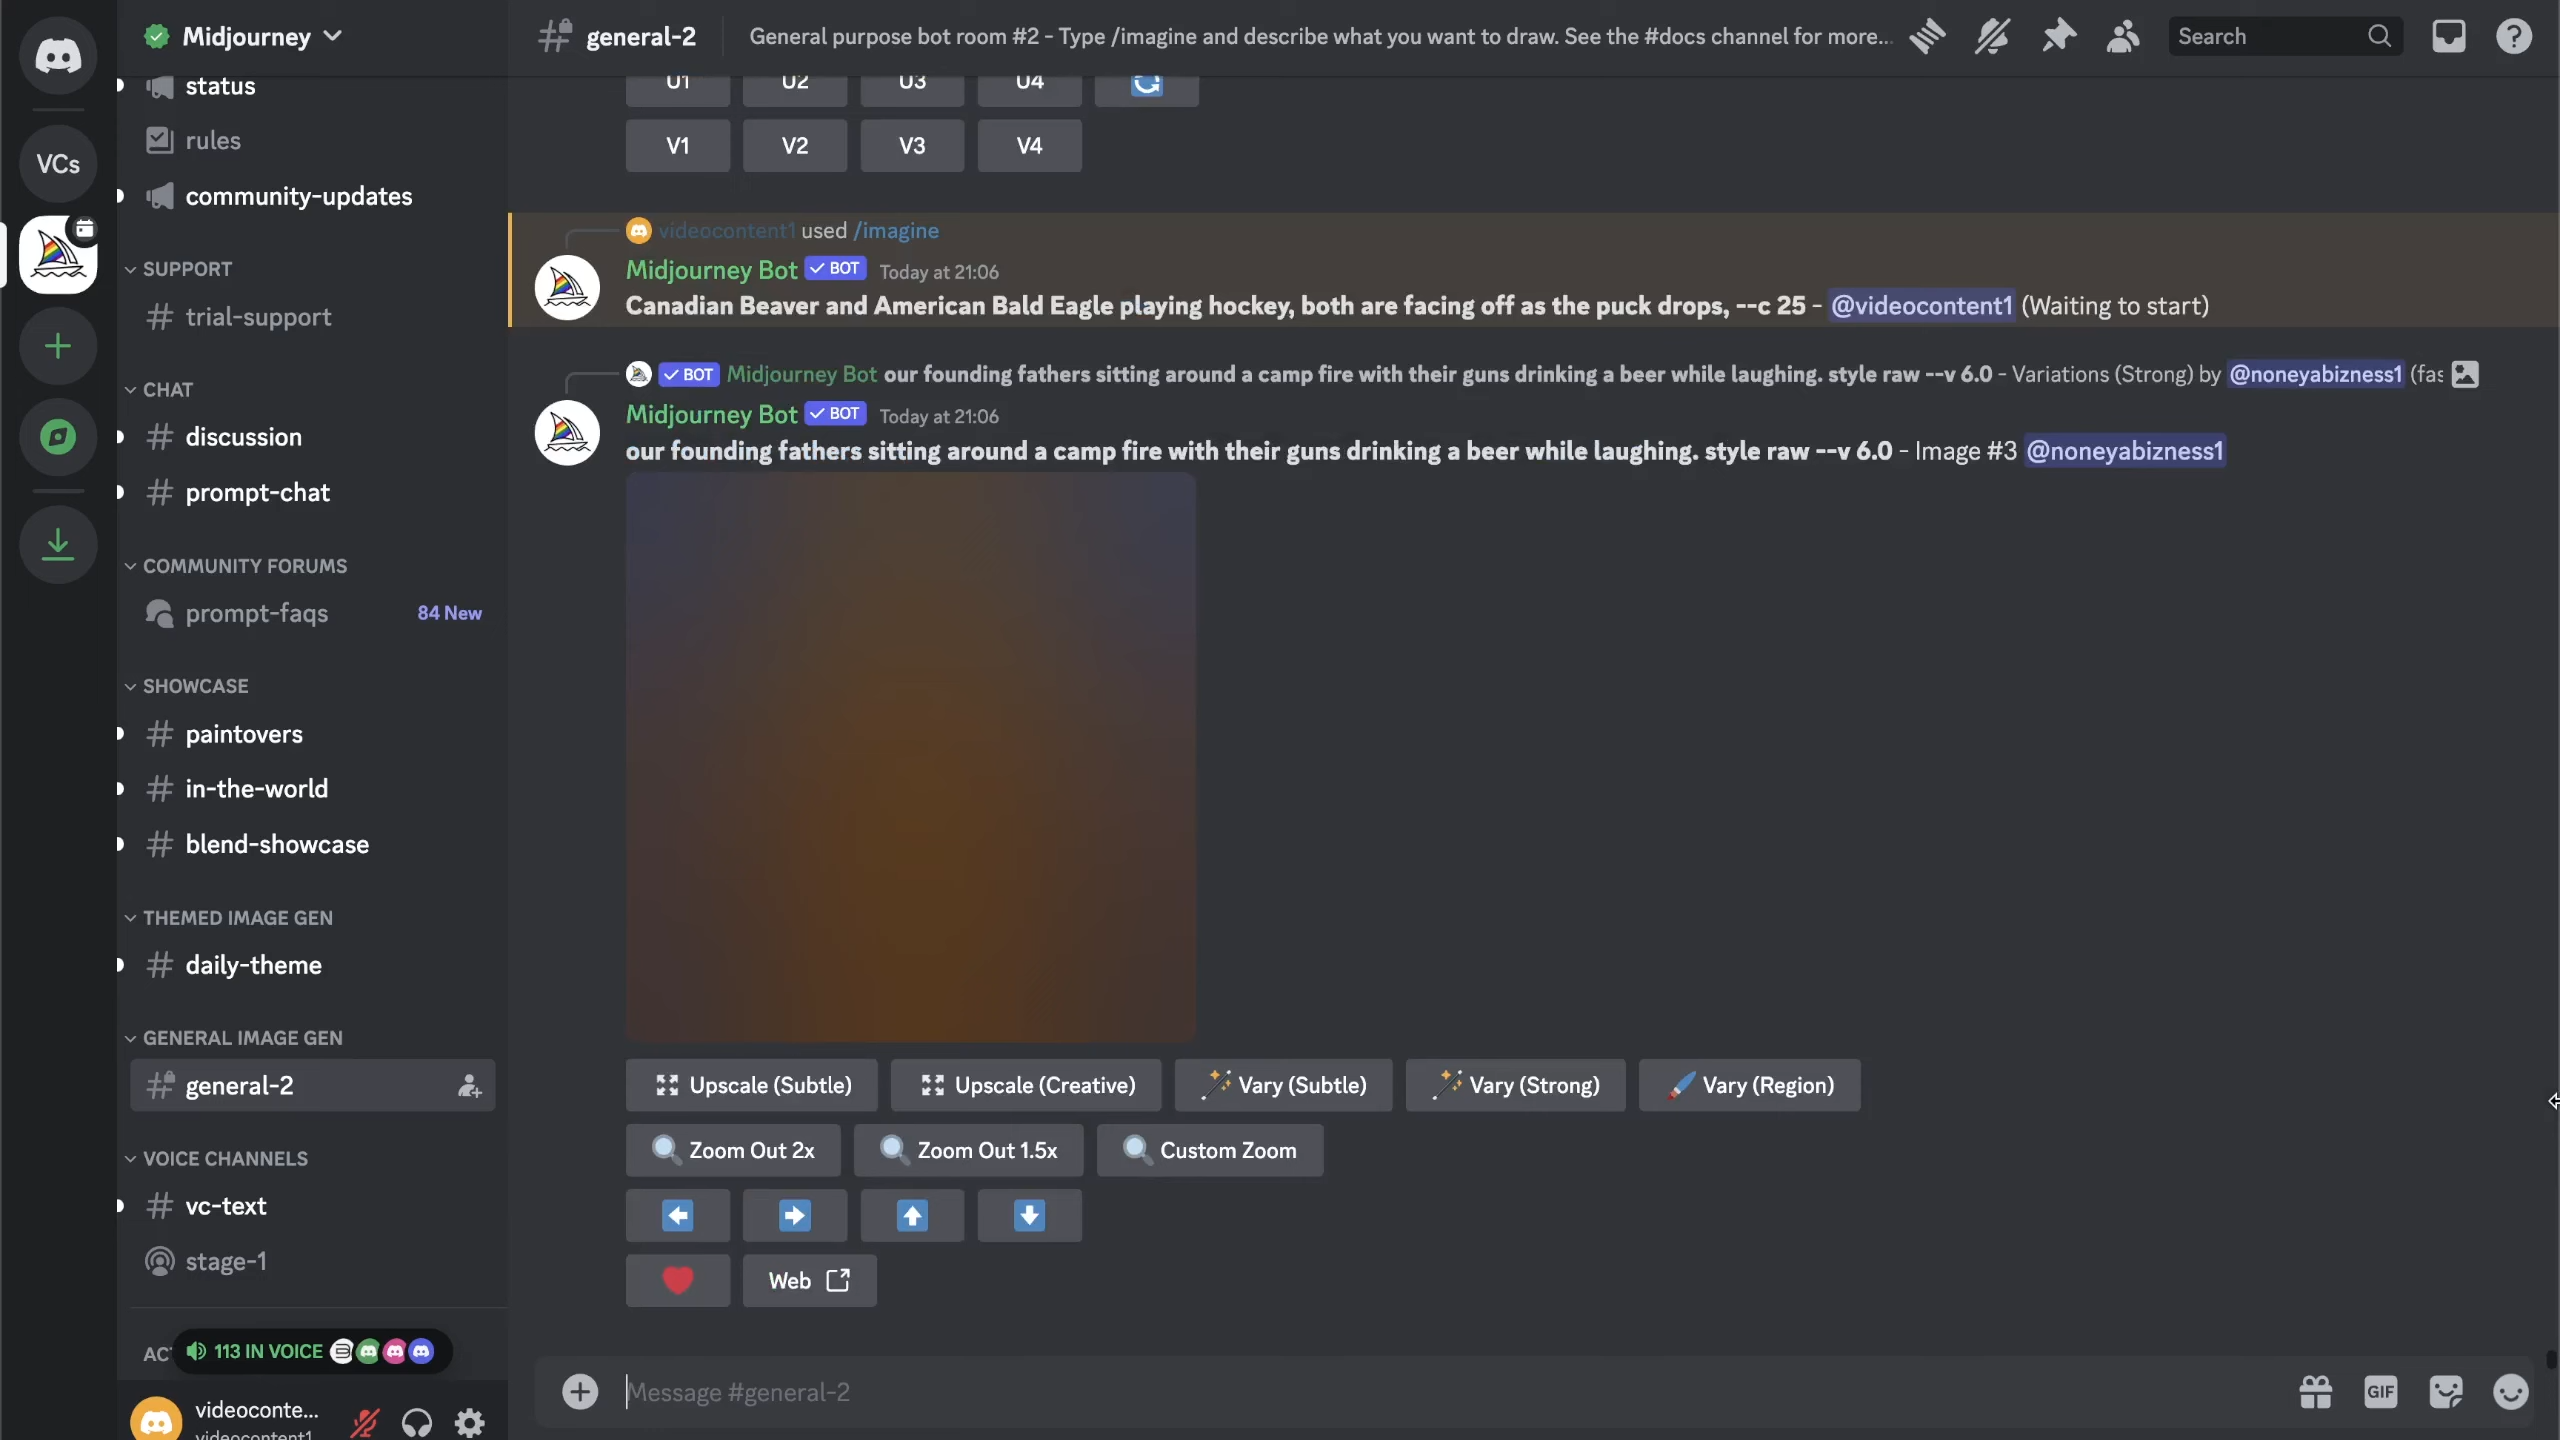 Midjourney
status
rules
community-updates
SUPPORT
trial-support
CHAT
discussion
prompt-chat
COMMUNITY FORUMS
prompt-faqs 84 New
SHOWCASE
paintovers
in-the-world
blend-showcase
THEMED IMAGE GEN
daily-theme
GENERAL IMAGE GEN
general-2
VOICE CHANNELS
vc-text
stage-1
113 IN VOICE
videoconte...
videocontent1
VCs
general-2 General purpose bot room #2 - Type /imagine and describe what you want to draw. See the #docs channel for more... Search
U1 U2 U3 U4
V1 V2 V3 V4
videocontent1 used /imagine
Midjourney Bot BOT Today at 21:06
Canadian Beaver and American Bald Eagle playing hockey, both are facing off as the puck drops, --c 25 - @videocontent1 (Waiting to start)
BOT Midjourney Bot our founding fathers sitting around a camp fire with their guns drinking a beer while laughing. style raw --v 6.0 - Variations (Strong) by @noneyabizness1 (fas
Midjourney Bot BOT Today at 21:06
our founding fathers sitting around a camp fire with their guns drinking a beer while laughing. style raw --v 6.0 - Image #3 @noneyabizness1
Upscale (Subtle) Upscale (Creative) Vary (Subtle) Vary (Strong) Vary (Region)
Zoom Out 2x Zoom Out 1.5x Custom Zoom
Web
Message #general-2
GIF